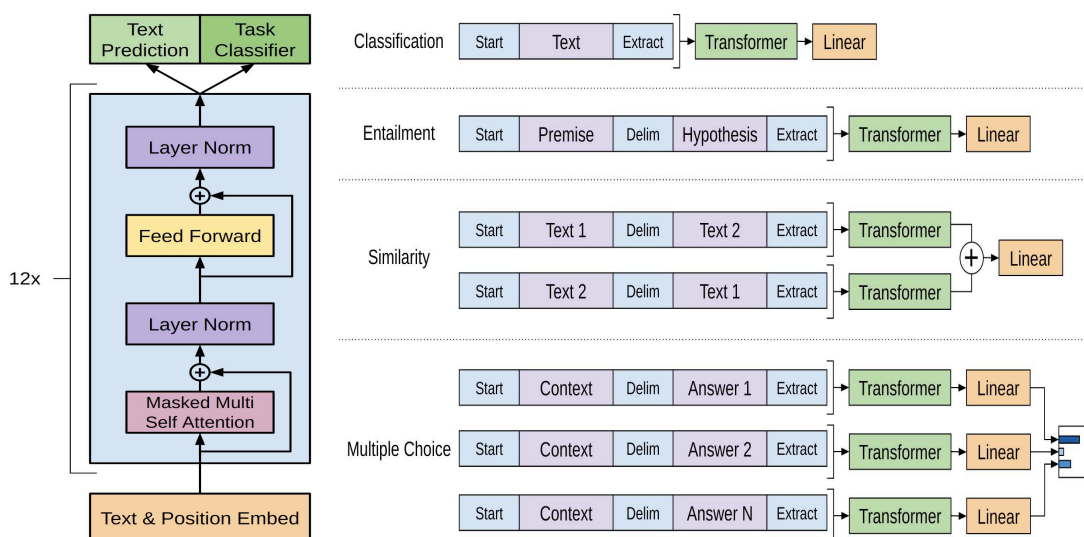 Text
Prediction
Task
Classifier
12x
Layer Norm
+
Feed Forward
Layer Norm
+
Masked Multi
Self Attention
Text & Position Embed
Classification
Start Text Extract Transformer Linear
Entailment
Start Premise Delim Hypothesis Extract Transformer Linear
Similarity
Start Text 1 Delim Text 2 Extract Transformer
+ Linear
Start Text 2 Delim Text 1 Extract Transformer
Multiple Choice
Start Context Delim Answer 1 Extract Transformer Linear
Start Context Delim Answer 2 Extract Transformer Linear
Start Context Delim Answer N Extract Transformer Linear